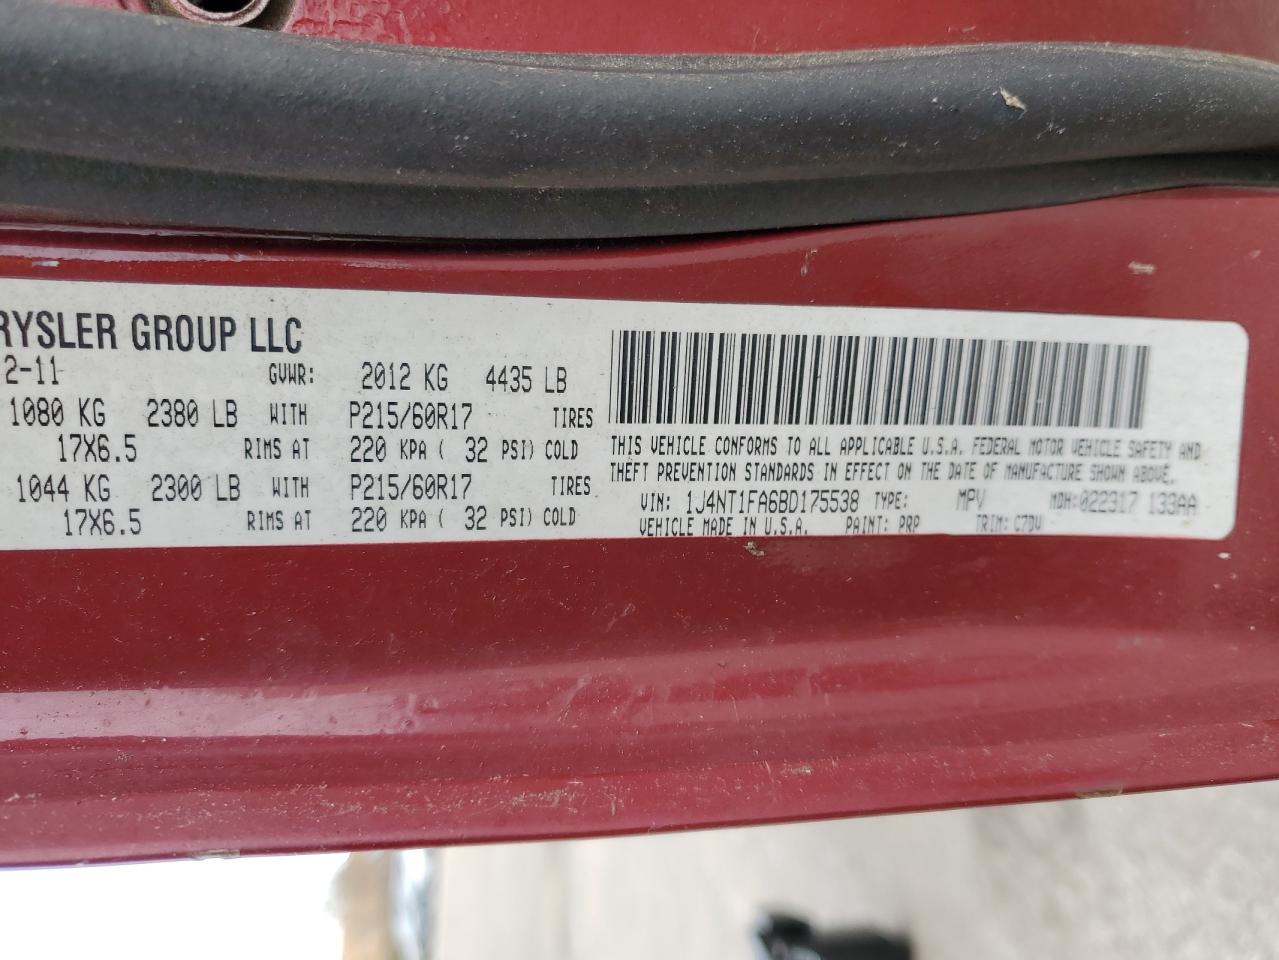 RYSLER GROUP LLC
2-11 GVWR: 2012 KG 4435 LB
1080 KG 2380 LB WITH P215/60R17 TIRES
17X6.5 RIMS AT 220 KPA ( 32 PSI) COLD
1044 KG 2300 LB WITH P215/60R17 TIRES
17X6.5 RIMS AT 220 KPA ( 32 PSI) COLD
THIS VEHICLE CONFORMS TO ALL APPLICABLE U.S.A. FEDERAL MOTOR VEHICLE SAFETY AND
THEFT PREVENTION STANDARDS IN EFFECT ON THE DATE OF MANUFACTURE SHOWN ABOVE.
VIN: 1J4NT1FA6BD175538 TYPE: MPV MDH:022317 133AA
VEHICLE MADE IN U.S.A. PAINT: PRP TRIM: C7DV